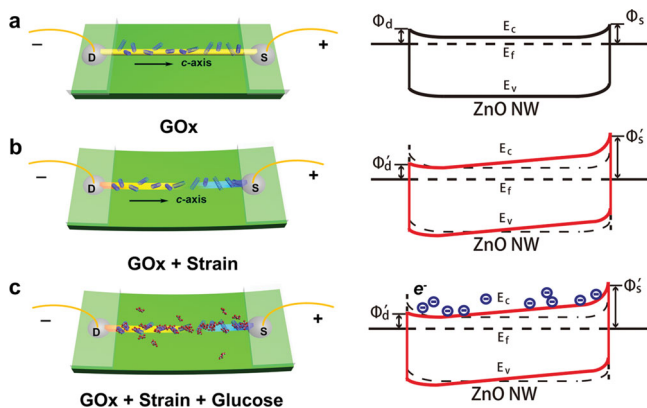 a
−
D
S
+
c-axis
GOx
Φd
Ec
Φs
Ef
Ev
ZnO NW
b
−
D
S
+
c-axis
GOx + Strain
Φ′d
Ec
Φ′s
Ef
Ev
ZnO NW
c
−
D
S
+
GOx + Strain + Glucose
e-
Φ′d
Ec
Φ′s
Ef
Ev
ZnO NW